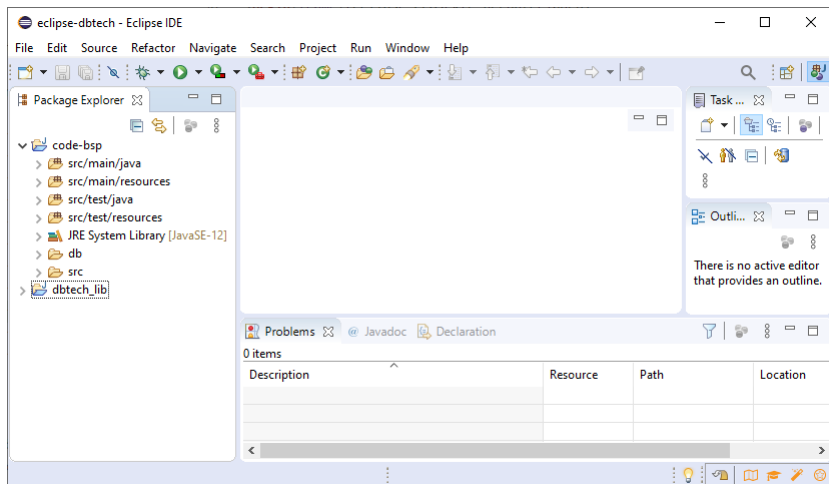 eclipse-dbtech - Eclipse IDE
File Edit Source Refactor Navigate Search Project Run Window Help
Package Explorer
code-bsp
src/main/java
src/main/resources
src/test/java
src/test/resources
JRE System Library [JavaSE-12]
db
src
dbtech_lib
Task ...
Outli...
There is no active editor
that provides an outline.
Problems @ Javadoc Declaration
0 items
Description Resource Path Location